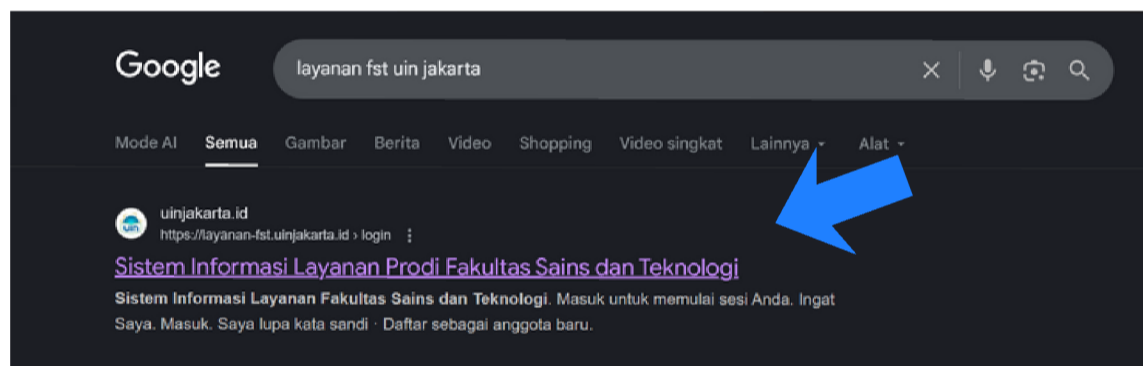 Google
layanan fst uin jakarta
Mode AI Semua Gambar Berita Video Shopping Video singkat Lainnya Alat
uinjakarta.id
https://layanan-fst.uinjakarta.id › login
Sistem Informasi Layanan Prodi Fakultas Sains dan Teknologi
Sistem Informasi Layanan Fakultas Sains dan Teknologi. Masuk untuk memulai sesi Anda. Ingat
Saya. Masuk. Saya lupa kata sandi · Daftar sebagai anggota baru.